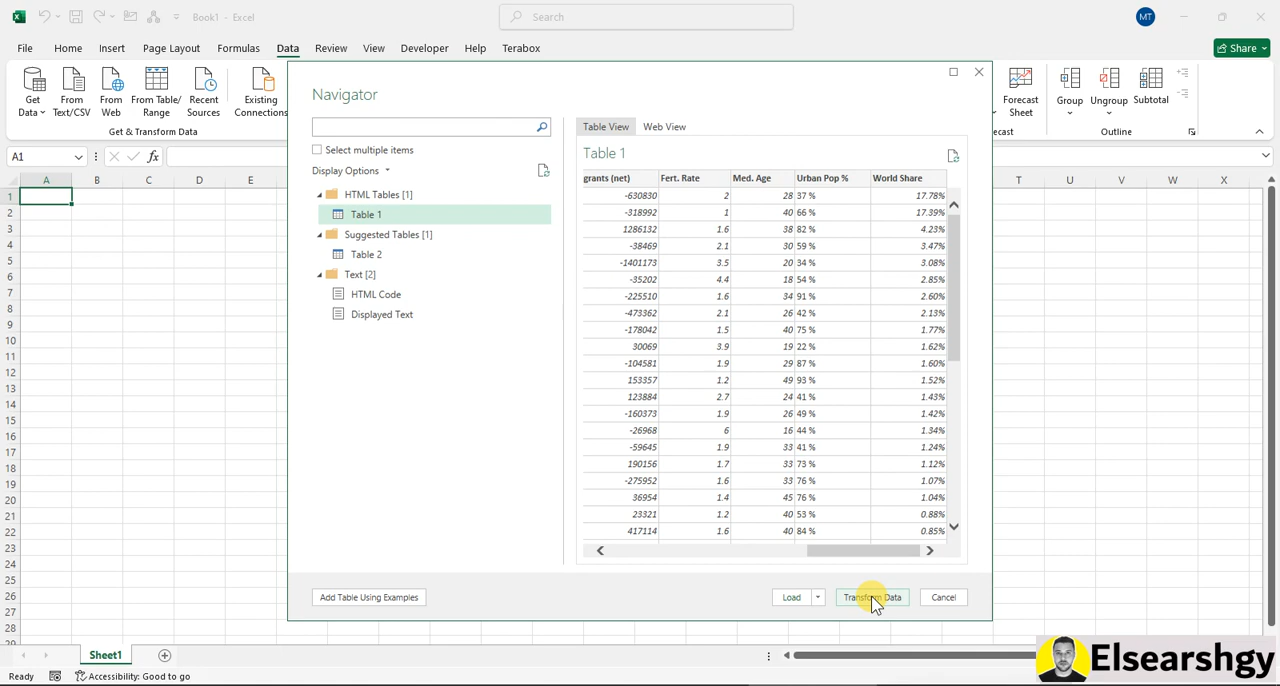 Book1 - Excel
Search
MT
File Home Insert Page Layout Formulas Data Review View Developer Help Terabox
Share
Get Data
From Text/CSV
From Web
From Table/ Range
Recent Sources
Existing Connections
Get & Transform Data
Forecast Sheet
ecast
Group
Ungroup
Subtotal
Outline
A1
fx
A B C D E T U V W X
1
2
3
4
5
6
7
8
9
10
11
12
13
14
15
16
17
18
19
20
21
22
23
24
25
26
27
28
29
Navigator
Select multiple items
Display Options
HTML Tables [1]
Table 1
Suggested Tables [1]
Table 2
Text [2]
HTML Code
Displayed Text
Table View Web View
Table 1
grants (net) Fert. Rate Med. Age Urban Pop % World Share
-630830 2 28 37 % 17.78%
-318992 1 40 66 % 17.39%
1286132 1.6 38 82 % 4.23%
-38469 2.1 30 59 % 3.47%
-1401173 3.5 20 34 % 3.08%
-35202 4.4 18 54 % 2.85%
-225510 1.6 34 91 % 2.60%
-473362 2.1 26 42 % 2.13%
-178042 1.5 40 75 % 1.77%
30069 3.9 19 22 % 1.62%
-104581 1.9 29 87 % 1.60%
153357 1.2 49 93 % 1.52%
123884 2.7 24 41 % 1.43%
-160373 1.9 26 49 % 1.42%
-26968 6 16 44 % 1.34%
-59645 1.9 33 41 % 1.24%
190156 1.7 33 73 % 1.12%
-275952 1.6 33 76 % 1.07%
36954 1.4 45 76 % 1.04%
23321 1.2 40 53 % 0.88%
417114 1.6 40 84 % 0.85%
Add Table Using Examples
Load Transform Data Cancel
Sheet1
Ready
Accessibility: Good to go
Elsearshgy